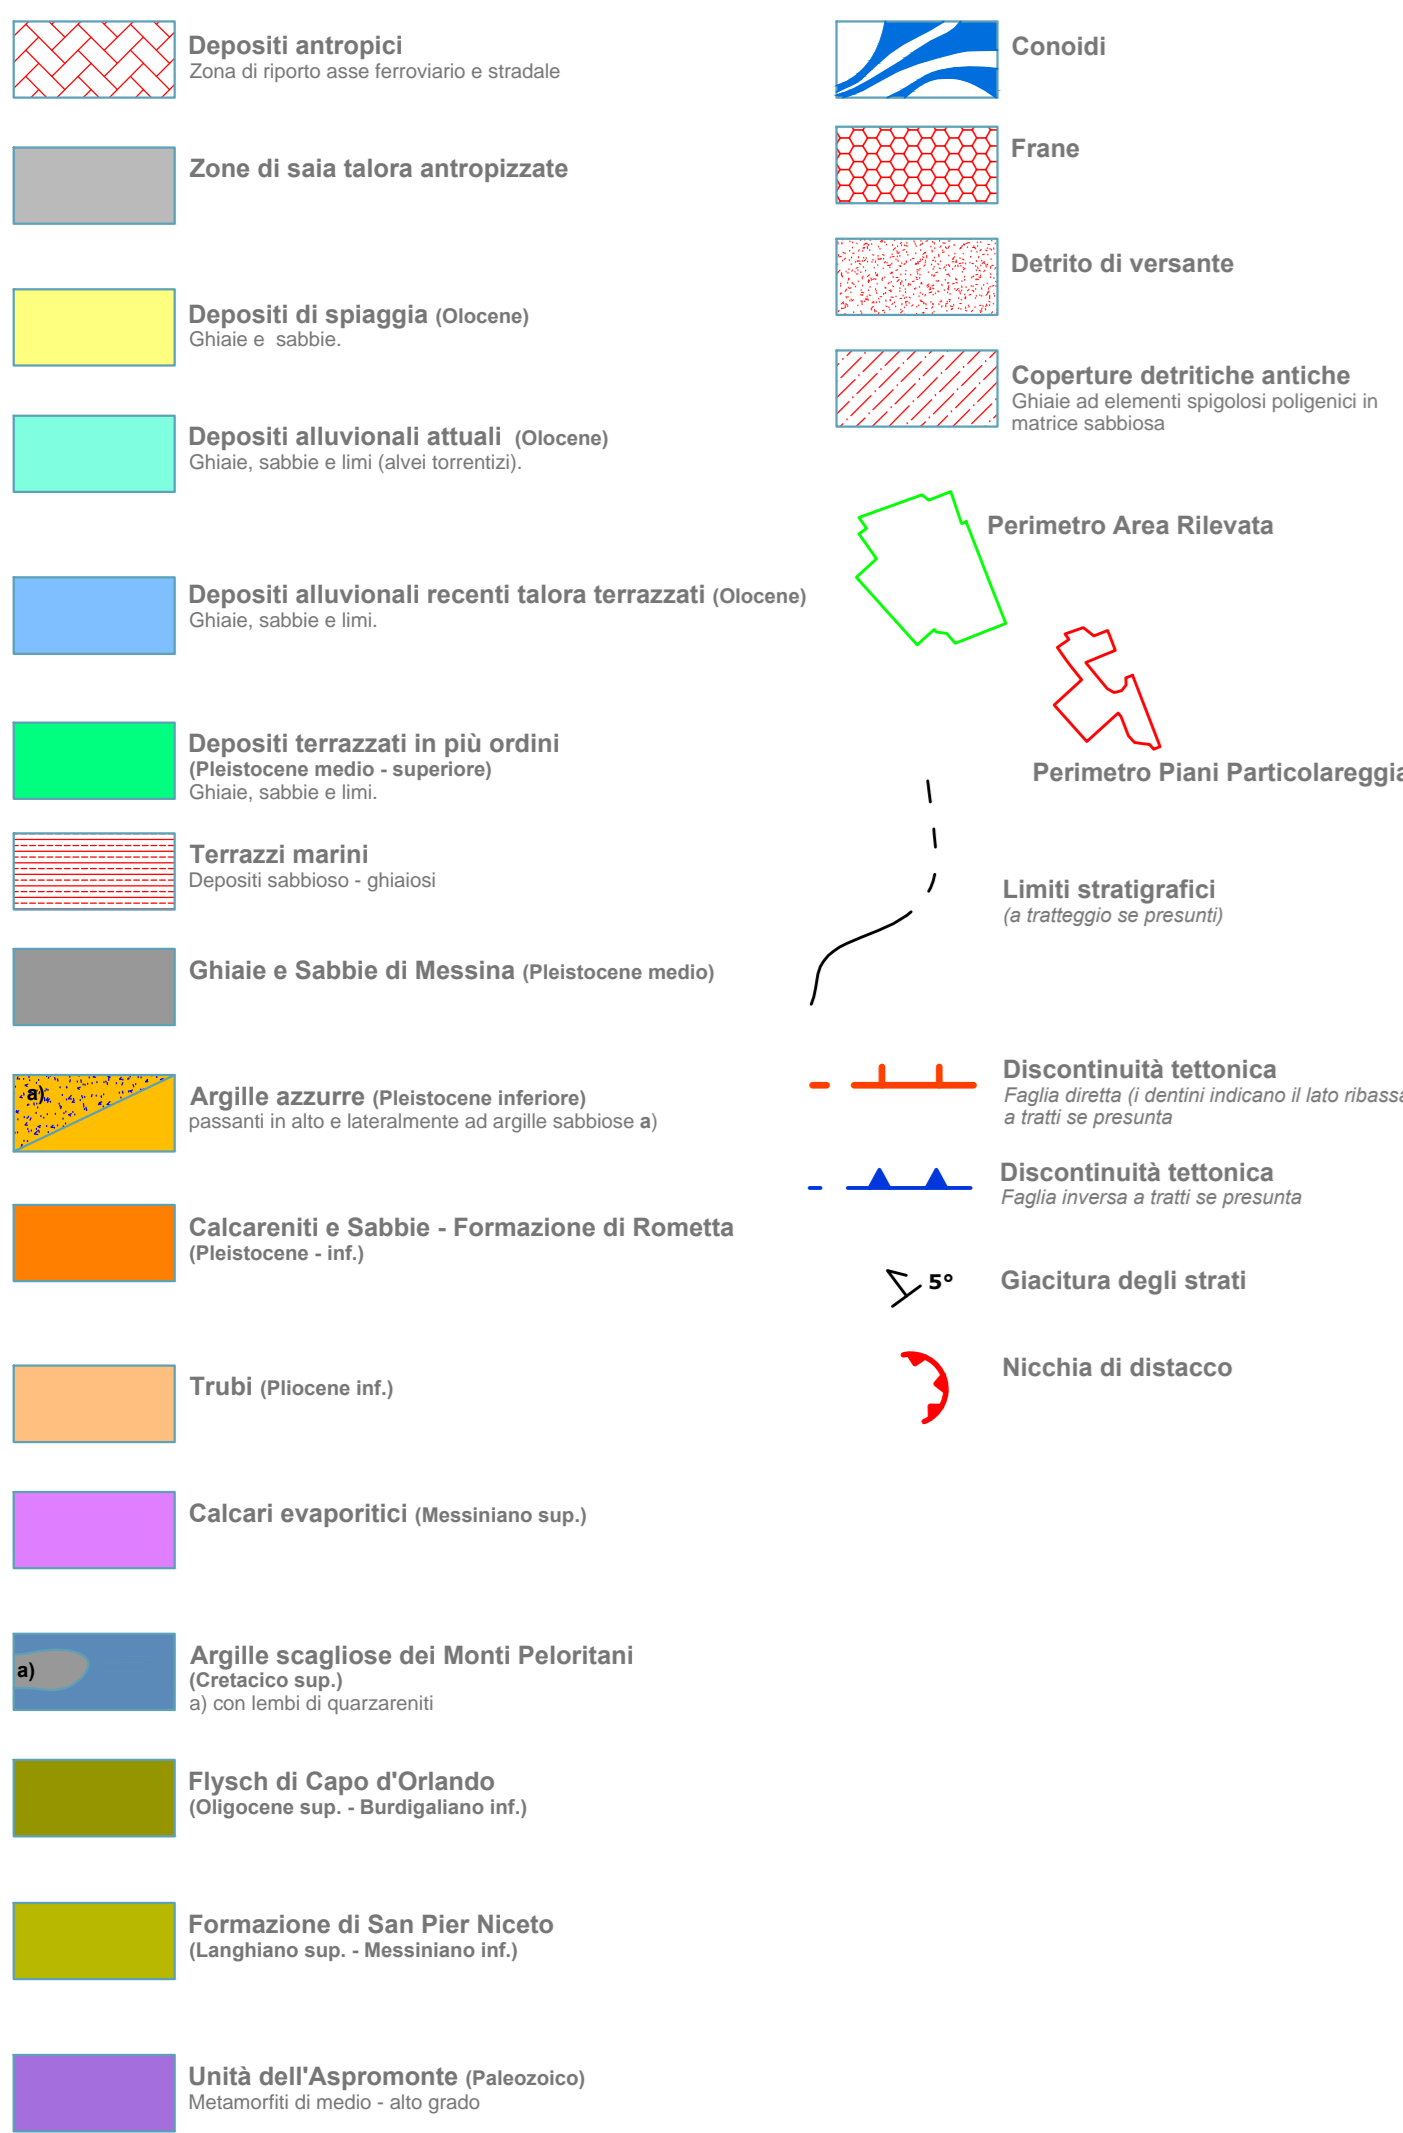 Depositi antropici
Zona di riporto asse ferroviario e stradale
Zone di saia talora antropizzate
Depositi di spiaggia (Olocene)
Ghiaie e sabbie.
Depositi alluvionali attuali (Olocene)
Ghiaie, sabbie e limi (alvei torrentizi).
Depositi alluvionali recenti talora terrazzati (Olocene)
Ghiaie, sabbie e limi.
Depositi terrazzati in più ordini
(Pleistocene medio - superiore)
Ghiaie, sabbie e limi.
Terrazzi marini
Depositi sabbioso - ghiaiosi
Ghiaie e Sabbie di Messina (Pleistocene medio)
a)
Argille azzurre (Pleistocene inferiore)
passanti in alto e lateralmente ad argille sabbiose a)
Calcareniti e Sabbie - Formazione di Rometta
(Pleistocene - inf.)
Trubi (Pliocene inf.)
Calcari evaporitici (Messiniano sup.)
a)
Argille scagliose dei Monti Peloritani
(Cretacico sup.)
a) con lembi di quarzareniti
Flysch di Capo d'Orlando
(Oligocene sup. - Burdigaliano inf.)
Formazione di San Pier Niceto
(Langhiano sup. - Messiniano inf.)
Unità dell'Aspromonte (Paleozoico)
Metamorfiti di medio - alto grado
Conoidi
Frane
Detrito di versante
Coperture detritiche antiche
Ghiaie ad elementi spigolosi poligenici in
matrice sabbiosa
Perimetro Area Rilevata
Perimetro Piani Particolareggia
Limiti stratigrafici
(a tratteggio se presunti)
Discontinuità tettonica
Faglia diretta (i dentini indicano il lato ribassa
a tratti se presunta
Discontinuità tettonica
Faglia inversa a tratti se presunta
5°
Giacitura degli strati
Nicchia di distacco